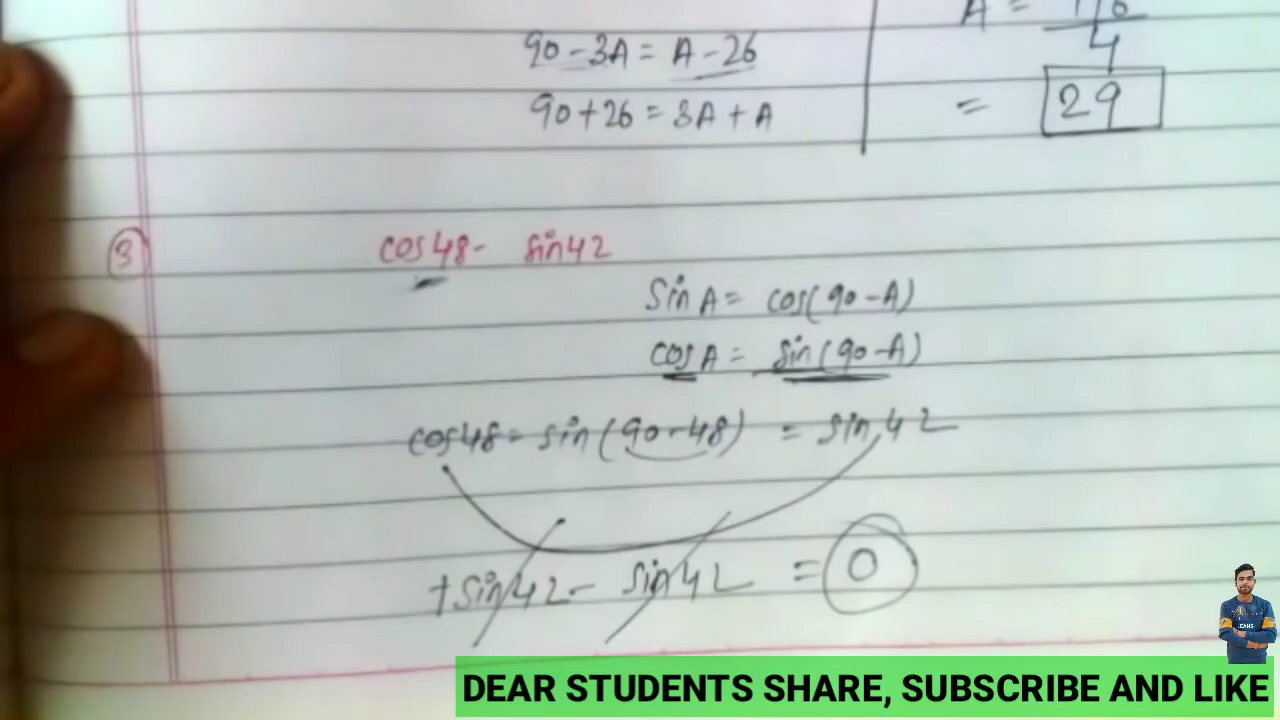 90-3A = A-26
90+26 = 3A + A
A = 116
4
= 29
3
cos48- sin42
Sin A = cos(90-A)
cos A = sin(90-A)
cos48 = sin(90-48) = sin42
+sin42 - sin42 = 0
DEAR STUDENTS SHARE, SUBSCRIBE AND LIKE